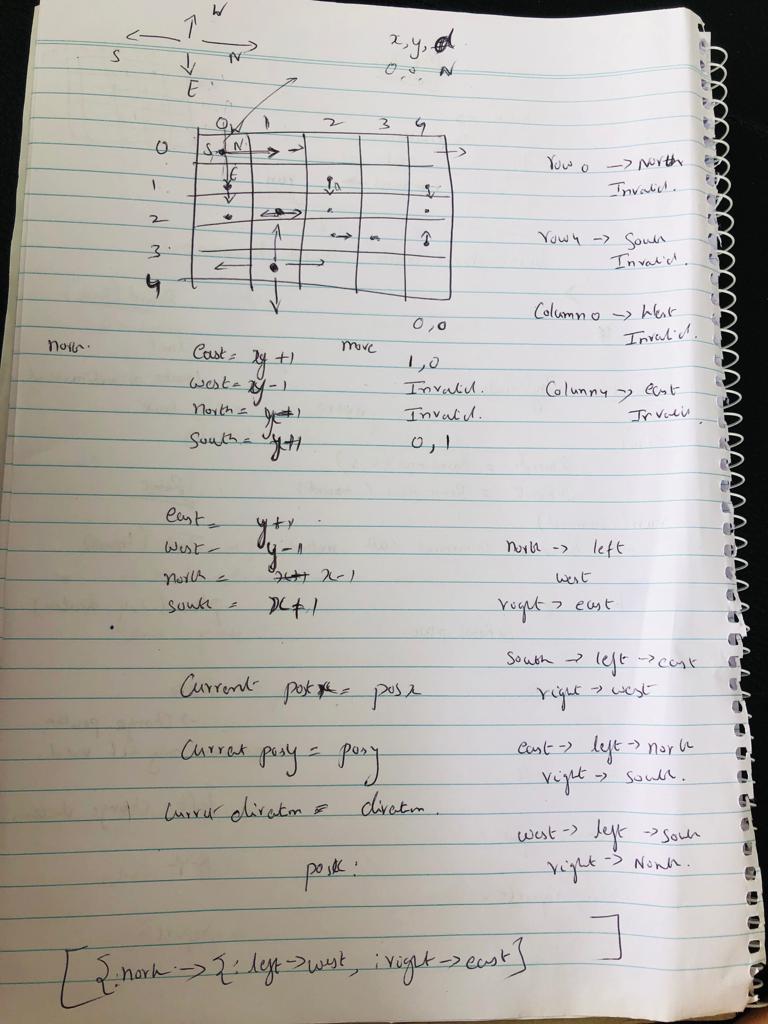 W
S N
E
x, y, d
0, 0, N
0 1 2 3 4
0 S N
1 E
2
3
4
row 0 → North
Invalid.
row 4 → South
Invalid.
Column 0 → West
Invalid.
Column 4 → east
Invalid.
0,0
north.
east = y +1 move 1,0
west = y -1 Invalid.
north = Invalid.
south = 0, 1
east = y+1
west - y-1
north = x-1
south = x+1
north → left
west
right → east
South → left → east
right → west
east → left → north
right → South.
west → left → South
right → North.
Current posx = posx
Current posy = posy
Current direction = direction.
posx:
[{:north → {:left → west, :right → east} ]